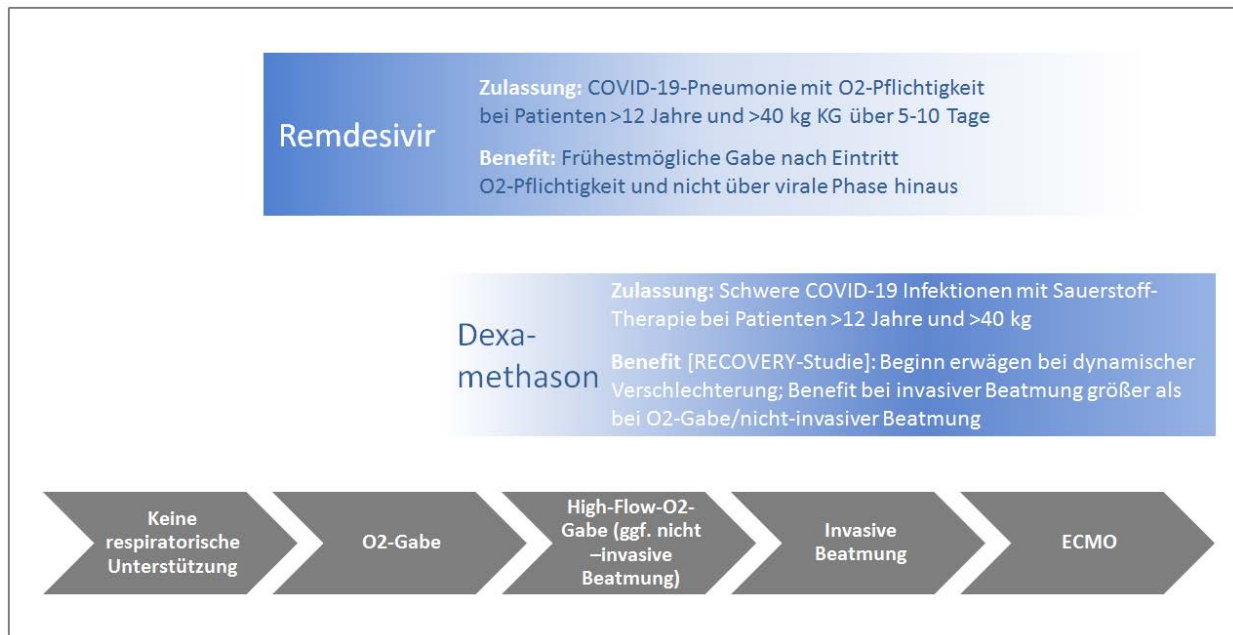 Remdesivir
Zulassung: COVID-19-Pneumonie mit O2-Pflichtigkeit
bei Patienten >12 Jahre und >40 kg KG über 5-10 Tage
Benefit: Frühestmögliche Gabe nach Eintritt
O2-Pflichtigkeit und nicht über virale Phase hinaus
Dexa-
methason
Zulassung: Schwere COVID-19 Infektionen mit Sauerstoff-
Therapie bei Patienten >12 Jahre und >40 kg
Benefit [RECOVERY-Studie]: Beginn erwägen bei dynamischer
Verschlechterung; Benefit bei invasiver Beatmung größer als
bei O2-Gabe/nicht-invasiver Beatmung
Keine
respiratorische
Unterstützung
O2-Gabe
High-Flow-O2-
Gabe (ggf. nicht
–invasive
Beatmung)
Invasive
Beatmung
ECMO